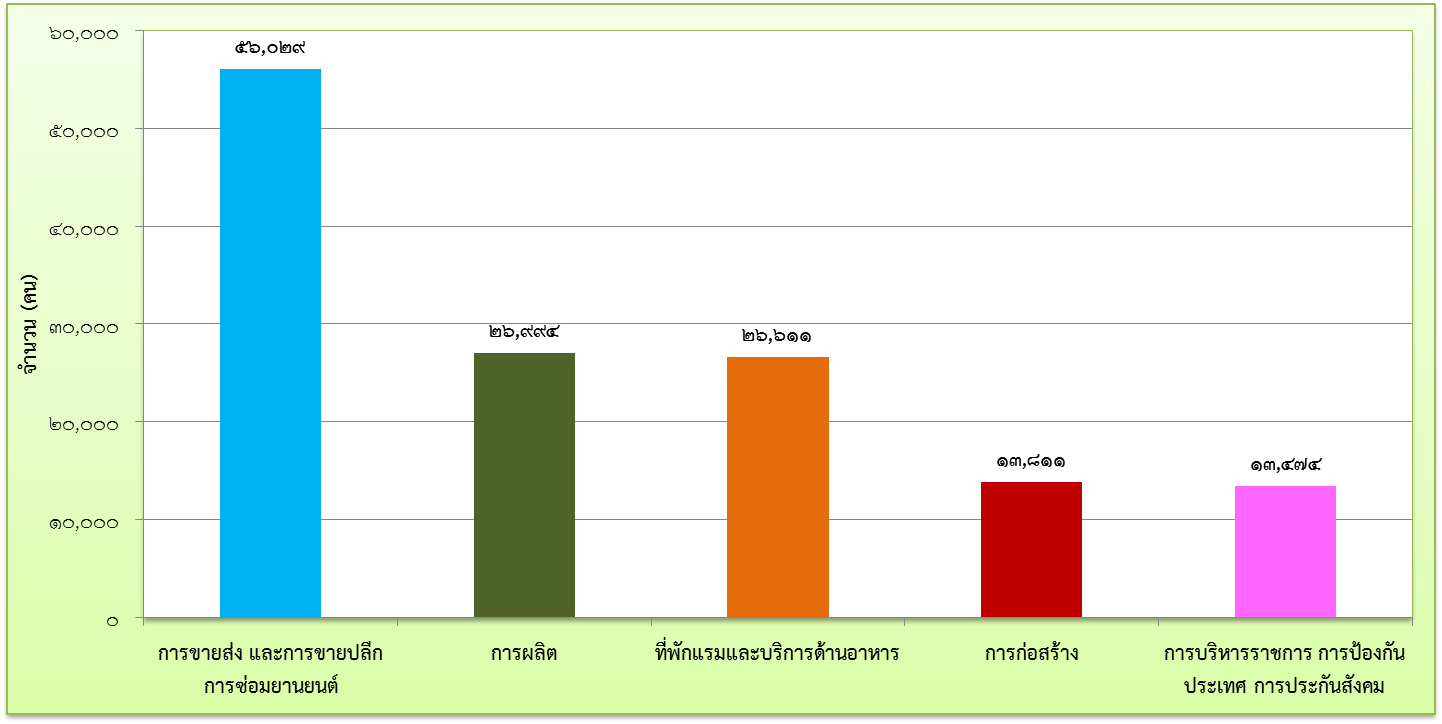 ๖๐,๐๐๐
๕๐,๐๐๐
๔๐,๐๐๐
๓๐,๐๐๐
๒๐,๐๐๐
๑๐,๐๐๐
๐
จำนวน (คน)
๕๖,๐๒๙
๒๖,๙๙๔
๒๖,๖๑๑
๑๓,๘๑๑
๑๓,๔๗๔
การขายส่ง และการขายปลีก
การซ่อมยานยนต์
การผลิต
ที่พักแรมและบริการด้านอาหาร
การก่อสร้าง
การบริหารราชการ การป้องกัน
ประเทศ การประกันสังคม